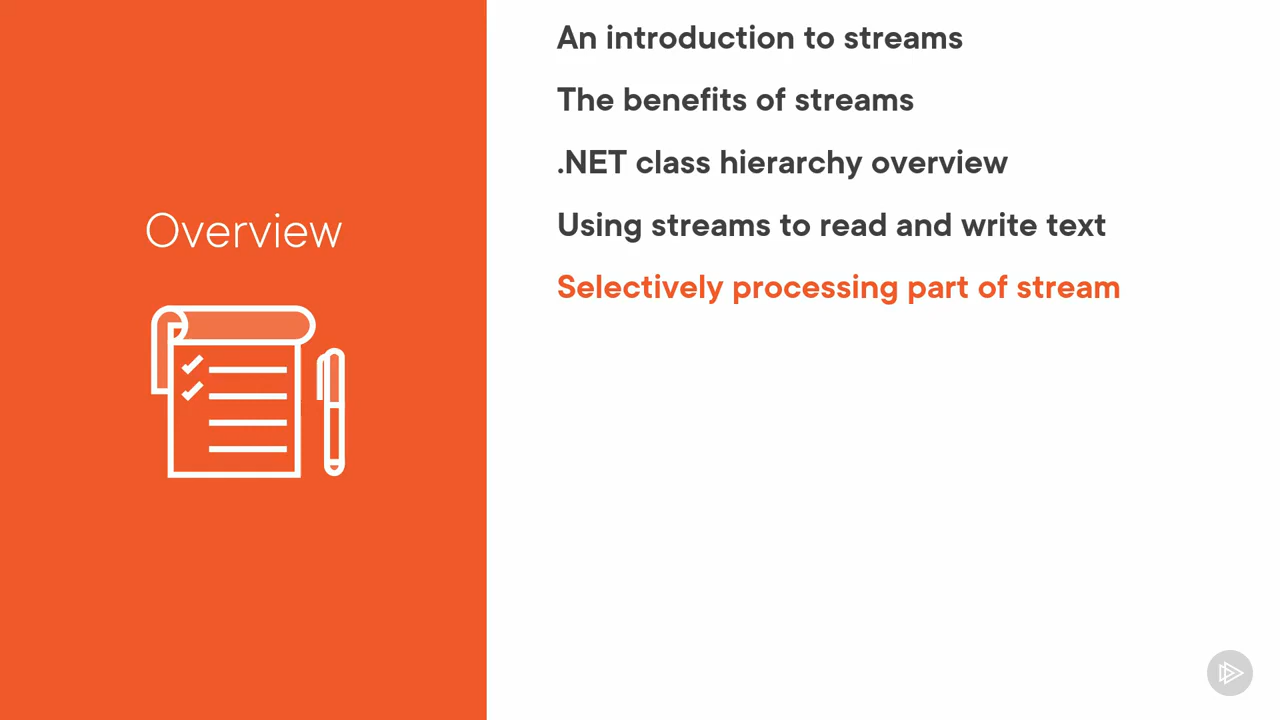 Overview
An introduction to streams
The benefits of streams
.NET class hierarchy overview
Using streams to read and write text
Selectively processing part of stream